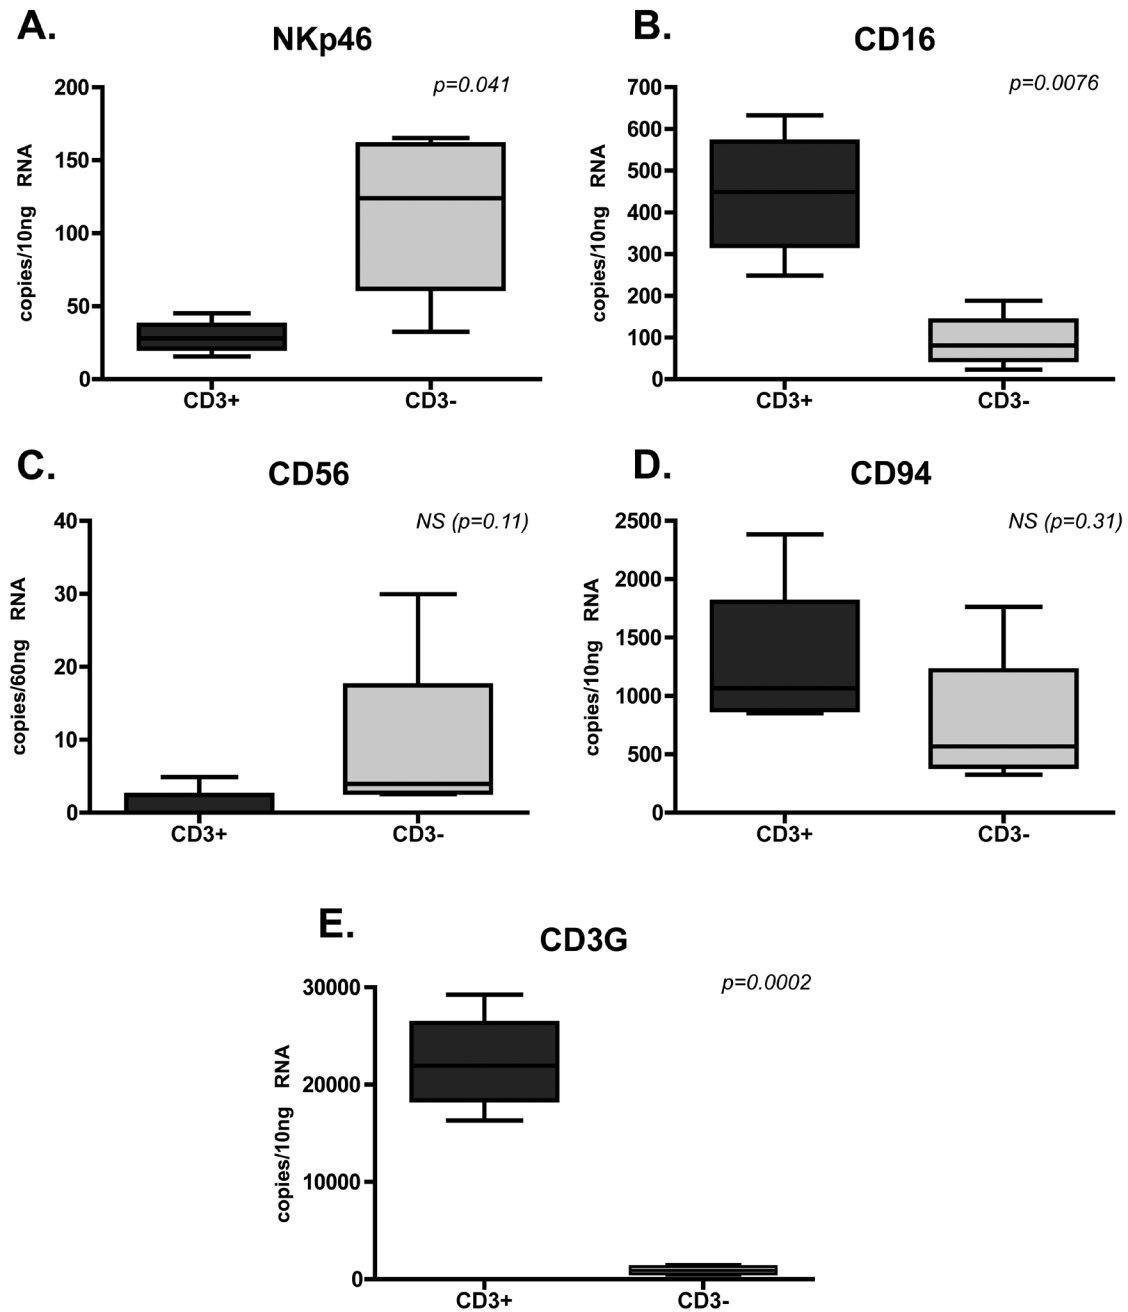 A.
NKp46
p=0.041
copies/10ng RNA
200
150
100
50
0
CD3+ CD3-
B.
CD16
p=0.0076
copies/10ng RNA
700
600
500
400
300
200
100
0
CD3+ CD3-
C.
CD56
NS (p=0.11)
copies/60ng RNA
40
30
20
10
0
CD3+ CD3-
D.
CD94
NS (p=0.31)
copies/10ng RNA
2500
2000
1500
1000
500
0
CD3+ CD3-
E.
CD3G
p=0.0002
copies/10ng RNA
30000
20000
10000
0
CD3+ CD3-